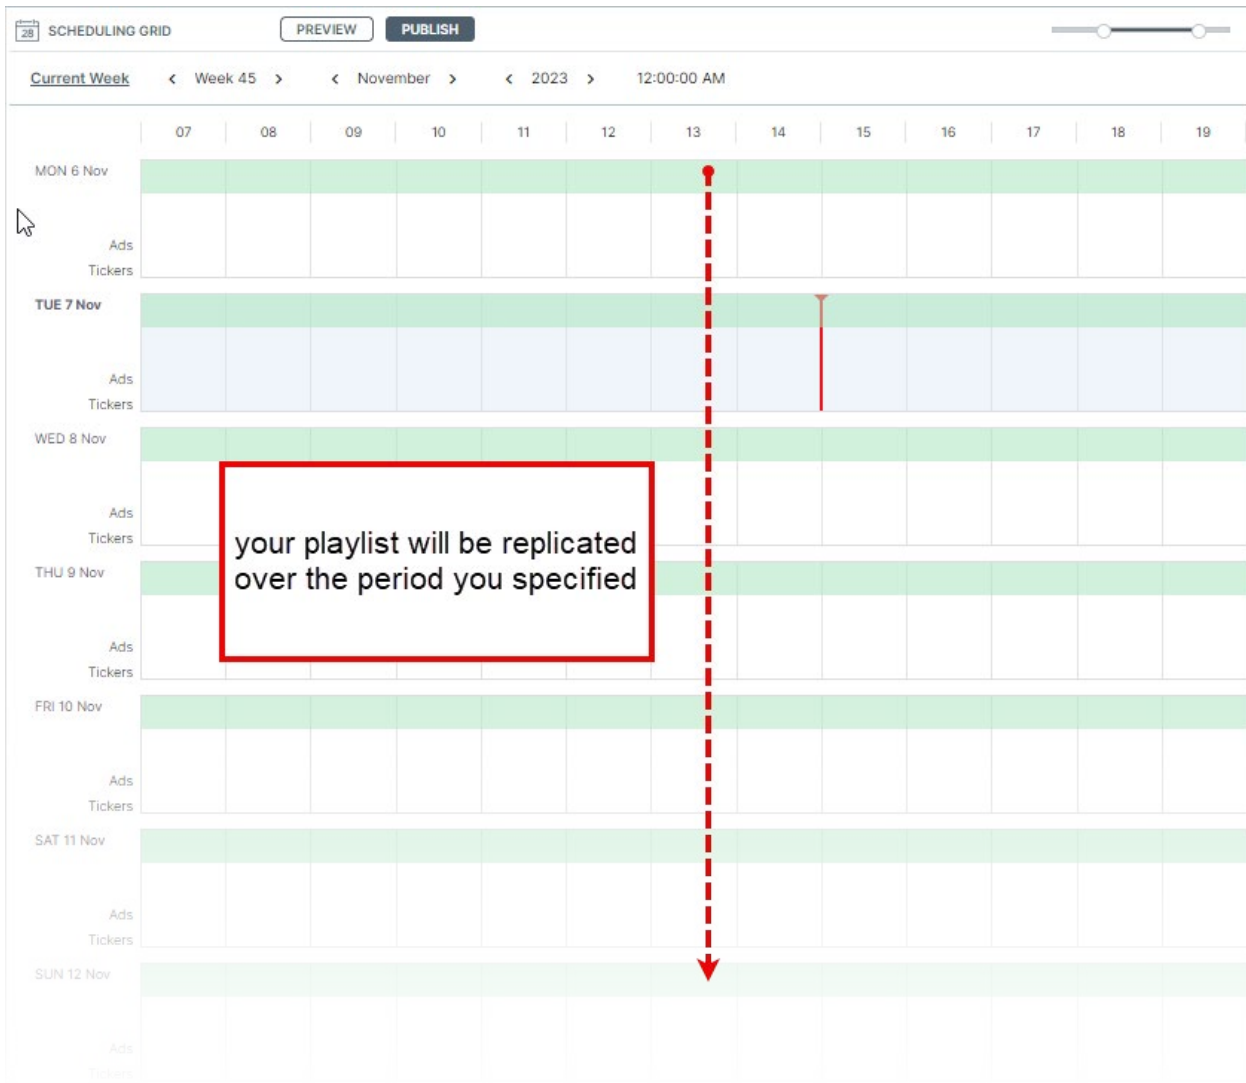 28 SCHEDULING GRID PREVIEW PUBLISH
Current Week < Week 45 > < November > < 2023 > 12:00:00 AM
07 08 09 10 11 12 13 14 15 16 17 18 19
MON 6 Nov
Ads
Tickers
TUE 7 Nov
Ads
Tickers
WED 8 Nov
Ads
Tickers
your playlist will be replicated
over the period you specified
THU 9 Nov
Ads
Tickers
FRI 10 Nov
Ads
Tickers
SAT 11 Nov
Ads
Tickers
SUN 12 Nov
Ads
Tickers